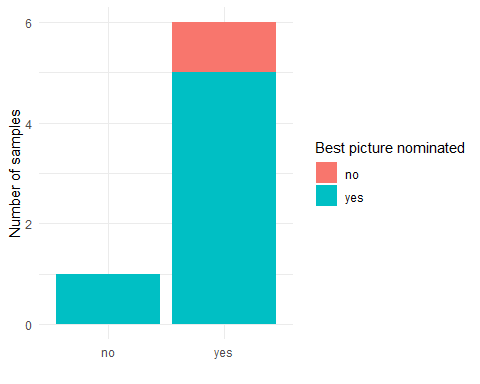 6
4
2
0
Number of samples
no
yes
Best picture nominated
no
yes